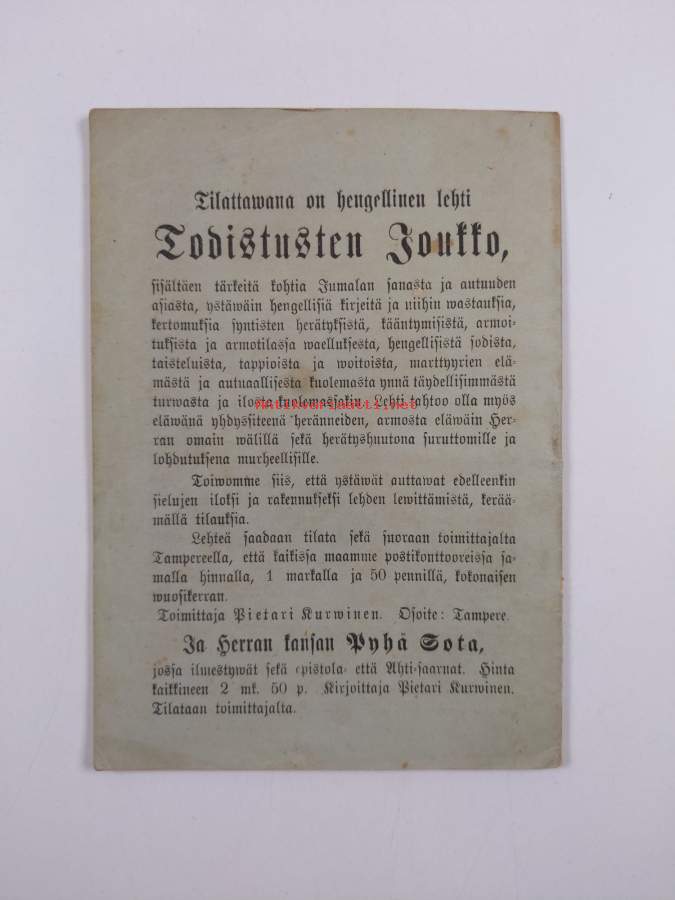 Tilattawana on hengellinen lehti
Todistusten Joukko,
sisältäen tärkeitä kohtia Jumalan sanasta ja autuuden
asiasta, ystäwäin hengellisiä kirjeitä ja niihin wastauksia,
kertomuksia syntisten herätyksistä, kääntymisistä, armoi-
tuksista ja armotilassa waelluksesta, hengellisistä sodista,
taisteluista, tappioista ja woitoista, marttyyrien elä-
mästä ja autuaallisesta kuolemasta ynnä täydellisimmästä
turwasta ja ilosta kuolemassakin. Lehti tahtoo olla myös
Antikvariaatti.net
eläwänä yhdyssiteenä heränneiden, armosta eläwäin Her-
ran omain wälillä sekä herätyshuutona suruttomille ja
lohdutuksena murheellisille.
Toiwomme siis, että ystäwät auttawat edelleenkin
sielujen iloksi ja rakennukseksi lehden lewittämistä, kerää-
mällä tilauksia.
Lehteä saadaan tilata sekä suoraan toimittajalta
Tampereella, että kaikissa maamme postikonttooreissa sa-
malla hinnalla, 1 markalla ja 50 pennillä, kokonaisen
wuosikerran.
Toimittaja Pietari Kurwinen. Osoite: Tampere.
Ja Herran kansan Pyhä Sota,
jossa ilmestywät sekä epistola- että Ahti-saarnat. Hinta
kaikkineen 2 mk. 50 p. Kirjoittaja Pietari Kurwinen.
Tilataan toimittajalta.